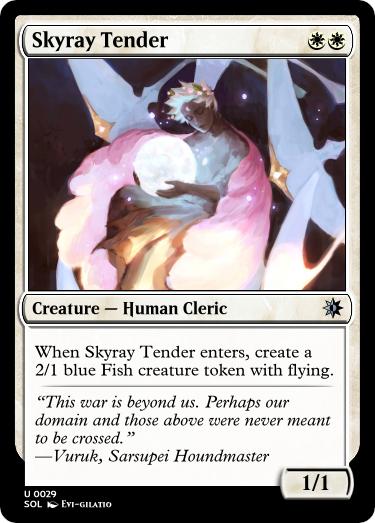 Skyray Tender
Creature — Human Cleric
When Skyray Tender enters, create a
2/1 blue Fish creature token with flying.
“This war is beyond us. Perhaps our
domain and those above were never meant
to be crossed.”
—Vuruk, Sarsupei Houndmaster
1/1
U 0029
SOL Evi-gilatio